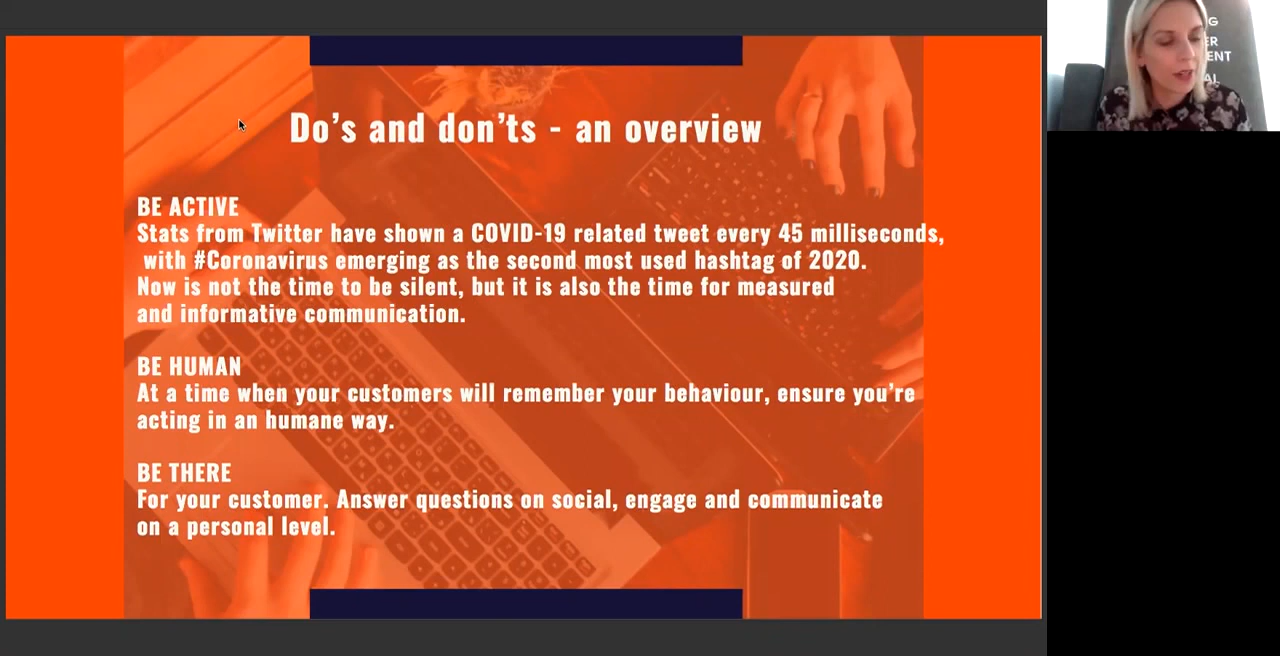 Do's and don'ts - an overview
BE ACTIVE
Stats from Twitter have shown a COVID-19 related tweet every 45 milliseconds,
with #Coronavirus emerging as the second most used hashtag of 2020.
Now is not the time to be silent, but it is also the time for measured
and informative communication.
BE HUMAN
At a time when your customers will remember your behaviour, ensure you're
acting in an humane way.
BE THERE
For your customer. Answer questions on social, engage and communicate
on a personal level.